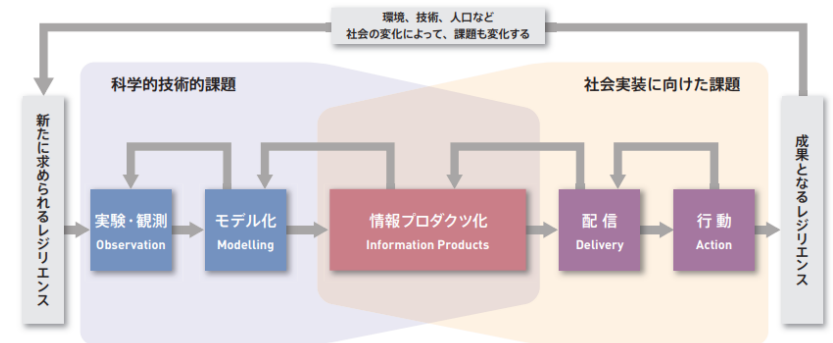 環境、技術、人口など
社会の変化によって、課題も変化する
科学的技術的課題
社会実装に向けた課題
新たに求められるレジリエンス
実験・観測
Observation
モデル化
Modelling
情報プロダクツ化
Information Products
配信
Delivery
行動
Action
成果となるレジリエンス